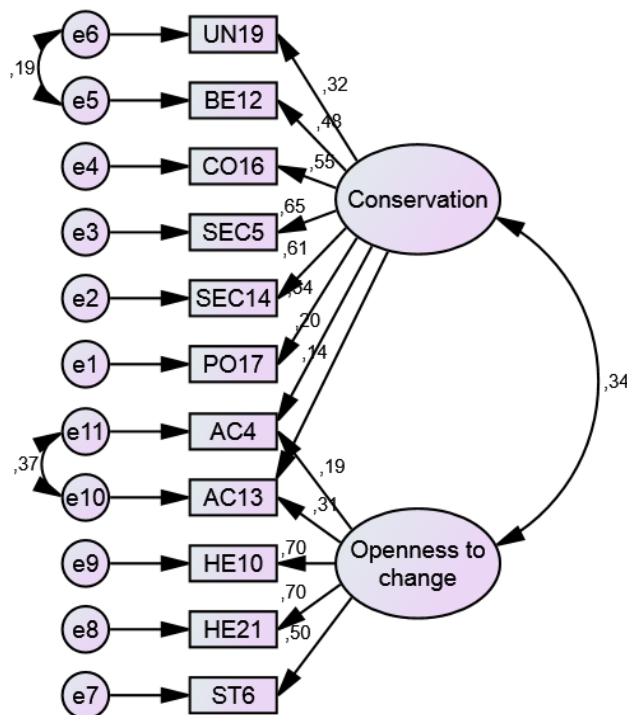 e6
UN19
,19
,32
e5
BE12
,48
e4
CO16
,55
Conservation
e3
SEC5
,65
,61
e2
SEC14
,20
e1
PO17
,14
,34
e11
AC4
,37
,19
e10
AC13
,31
e9
HE10
,70
Openness to
change
e8
HE21
,70
,50
e7
ST6